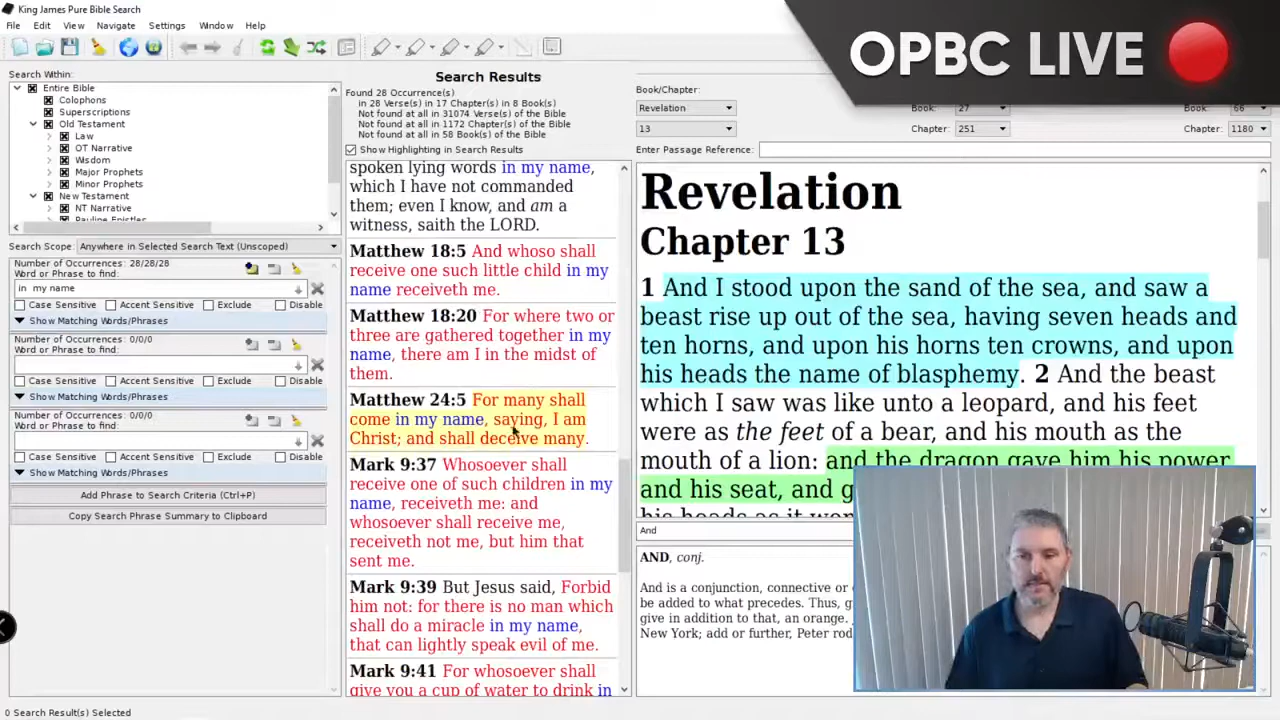 King James Pure Bible Search
File Edit View Navigate Settings Window Help
OPBC LIVE
Search Within:
Entire Bible
Colophons
Superscriptions
Old Testament
Law
OT Narrative
Wisdom
Major Prophets
Minor Prophets
New Testament
NT Narrative
Pauline Epistles
Search Scope: Anywhere in Selected Search Text (Unscoped)
Number of Occurrences: 28/28/28
Word or Phrase to find:
in my name
Case Sensitive Accent Sensitive Exclude Disable
Show Matching Words/Phrases
Number of Occurrences: 0/0/0
Word or Phrase to find:
Case Sensitive Accent Sensitive Exclude Disable
Show Matching Words/Phrases
Number of Occurrences: 0/0/0
Word or Phrase to find:
Case Sensitive Accent Sensitive Exclude Disable
Show Matching Words/Phrases
Add Phrase to Search Criteria (Ctrl+P)
Copy Search Phrase Summary to Clipboard
0 Search Result(s) Selected
Search Results
Found 28 Occurrence(s)
in 28 Verse(s) in 17 Chapter(s) in 8 Book(s)
Not found at all in 31074 Verse(s) of the Bible
Not found at all in 1172 Chapter(s) of the Bible
Not found at all in 58 Book(s) of the Bible
Show Highlighting in Search Results
spoken lying words in my name,
which I have not commanded
them; even I know, and am a
witness, saith the LORD.
Matthew 18:5 And whoso shall
receive one such little child in my
name receiveth me.
Matthew 18:20 For where two or
three are gathered together in my
name, there am I in the midst of
them.
Matthew 24:5 For many shall
come in my name, saying, I am
Christ; and shall deceive many.
Mark 9:37 Whosoever shall
receive one of such children in my
name, receiveth me: and
whosoever shall receive me,
receiveth not me, but him that
sent me.
Mark 9:39 But Jesus said, Forbid
him not: for there is no man which
shall do a miracle in my name,
that can lightly speak evil of me.
Mark 9:41 For whosoever shall
give you a cup of water to drink in
Book/Chapter:
Revelation Book: 27 Book: 66
13 Chapter: 251 Chapter: 1180
Enter Passage Reference:
Revelation
Chapter 13
1 And I stood upon the sand of the sea, and saw a
beast rise up out of the sea, having seven heads and
ten horns, and upon his horns ten crowns, and upon
his heads the name of blasphemy. 2 And the beast
which I saw was like unto a leopard, and his feet
were as the feet of a bear, and his mouth as the
mouth of a lion: and the dragon gave him his power,
and his seat, and g
his heads as it
And
AND, conj.
And is a conjunction, connective or
be added to what precedes. Thus, g
give in addition to that, an orange.
New York; add or further, Peter rod